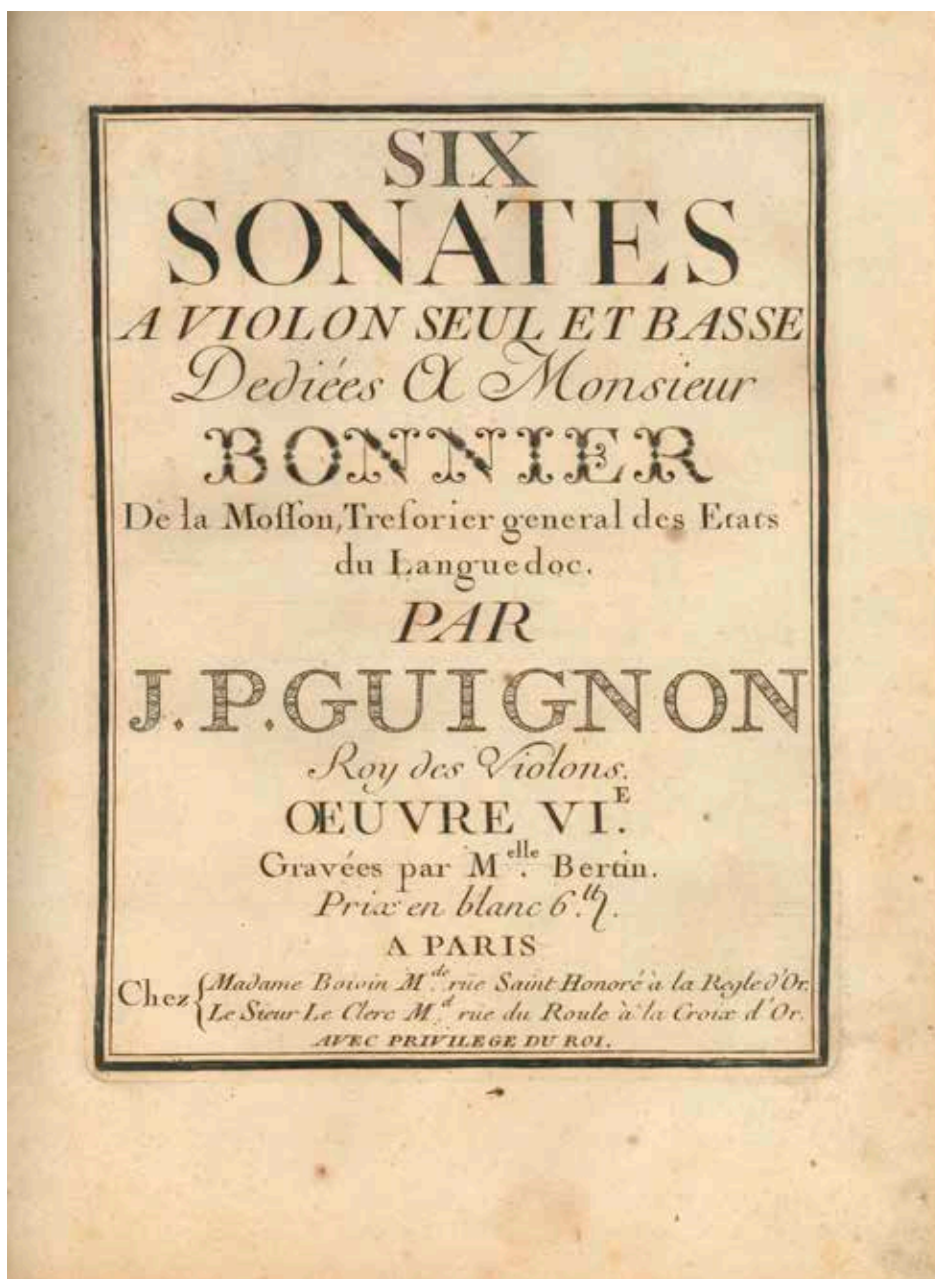 SIX
SONATES
A VIOLON SEUL ET BASSE
Dediées A Monsieur
BONNIER
De la Moſſon, Treſorier general des Etats
du Languedoc.
PAR
J. P. GUIGNON
Roy des Violons.
ŒUVRE VI.E
Gravées par M.elle Bertin.
Prix en blanc 6.tt
A PARIS
Chez {Madame Boivin M.de rüe Saint Honoré à la Regle d'Or.
Le Sieur Le Clerc M.d rue du Roule à la Croix d'Or.
AVEC PRIVILEGE DU ROI.